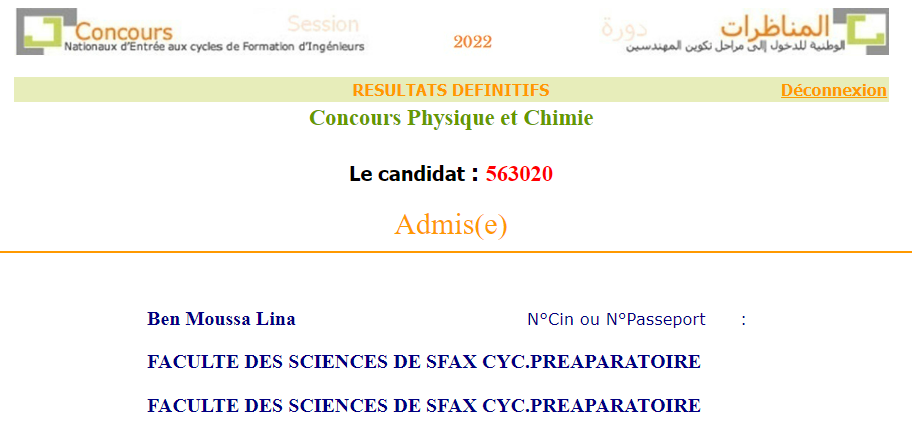 Concours
Nationaux d'Entrée aux cycles de Formation d'Ingénieurs
Session
2022
دورة
المناظرات
الوطنية للدخول إلى مراحل تكوين المهندسين
RESULTATS DEFINITIFS
Déconnexion
Concours Physique et Chimie
Le candidat : 563020
Admis(e)
Ben Moussa Lina
N°Cin ou N°Passeport :
FACULTE DES SCIENCES DE SFAX CYC.PREAPARATOIRE
FACULTE DES SCIENCES DE SFAX CYC.PREAPARATOIRE